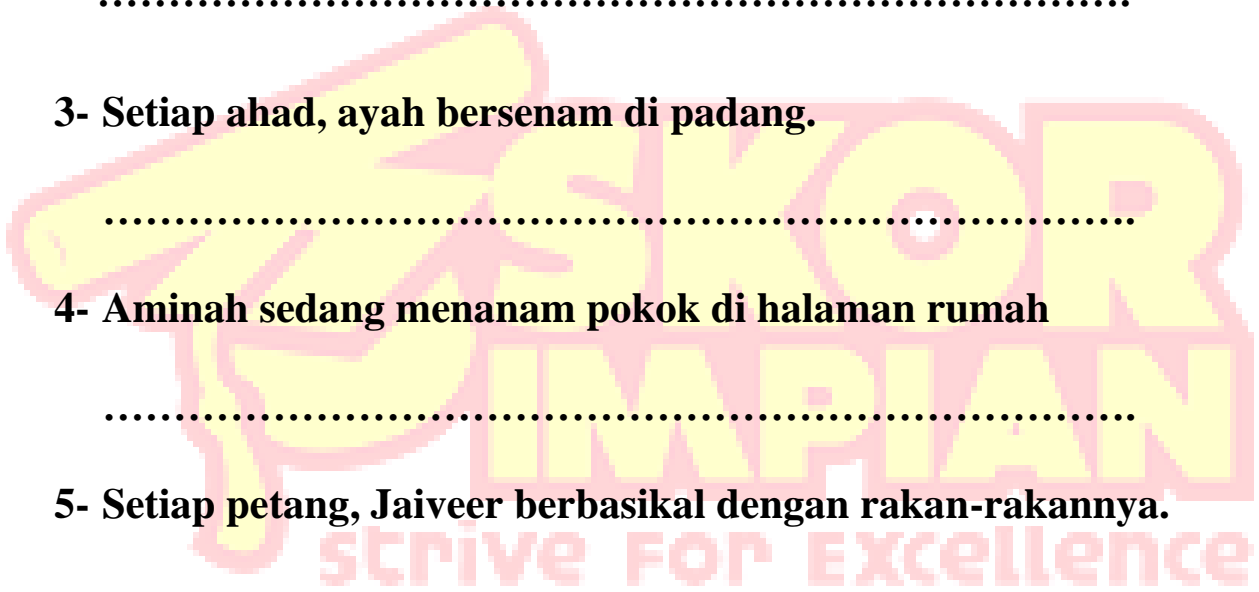 ……………………………………………………………….
3- Setiap ahad, ayah bersenam di padang.
……………………………………………………………….
4- Aminah sedang menanam pokok di halaman rumah
……………………………………………………………….
5- Setiap petang, Jaiveer berbasikal dengan rakan-rakannya.
SKOR
IMPIAN
strive For Excellence